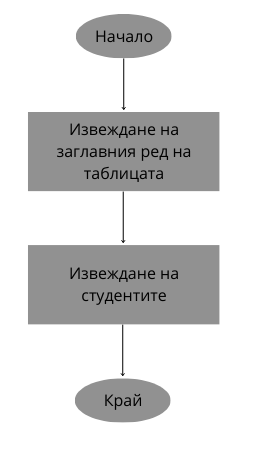 Начало
Извеждане на
заглавния ред на
таблицата
Извеждане на
студентите
Край